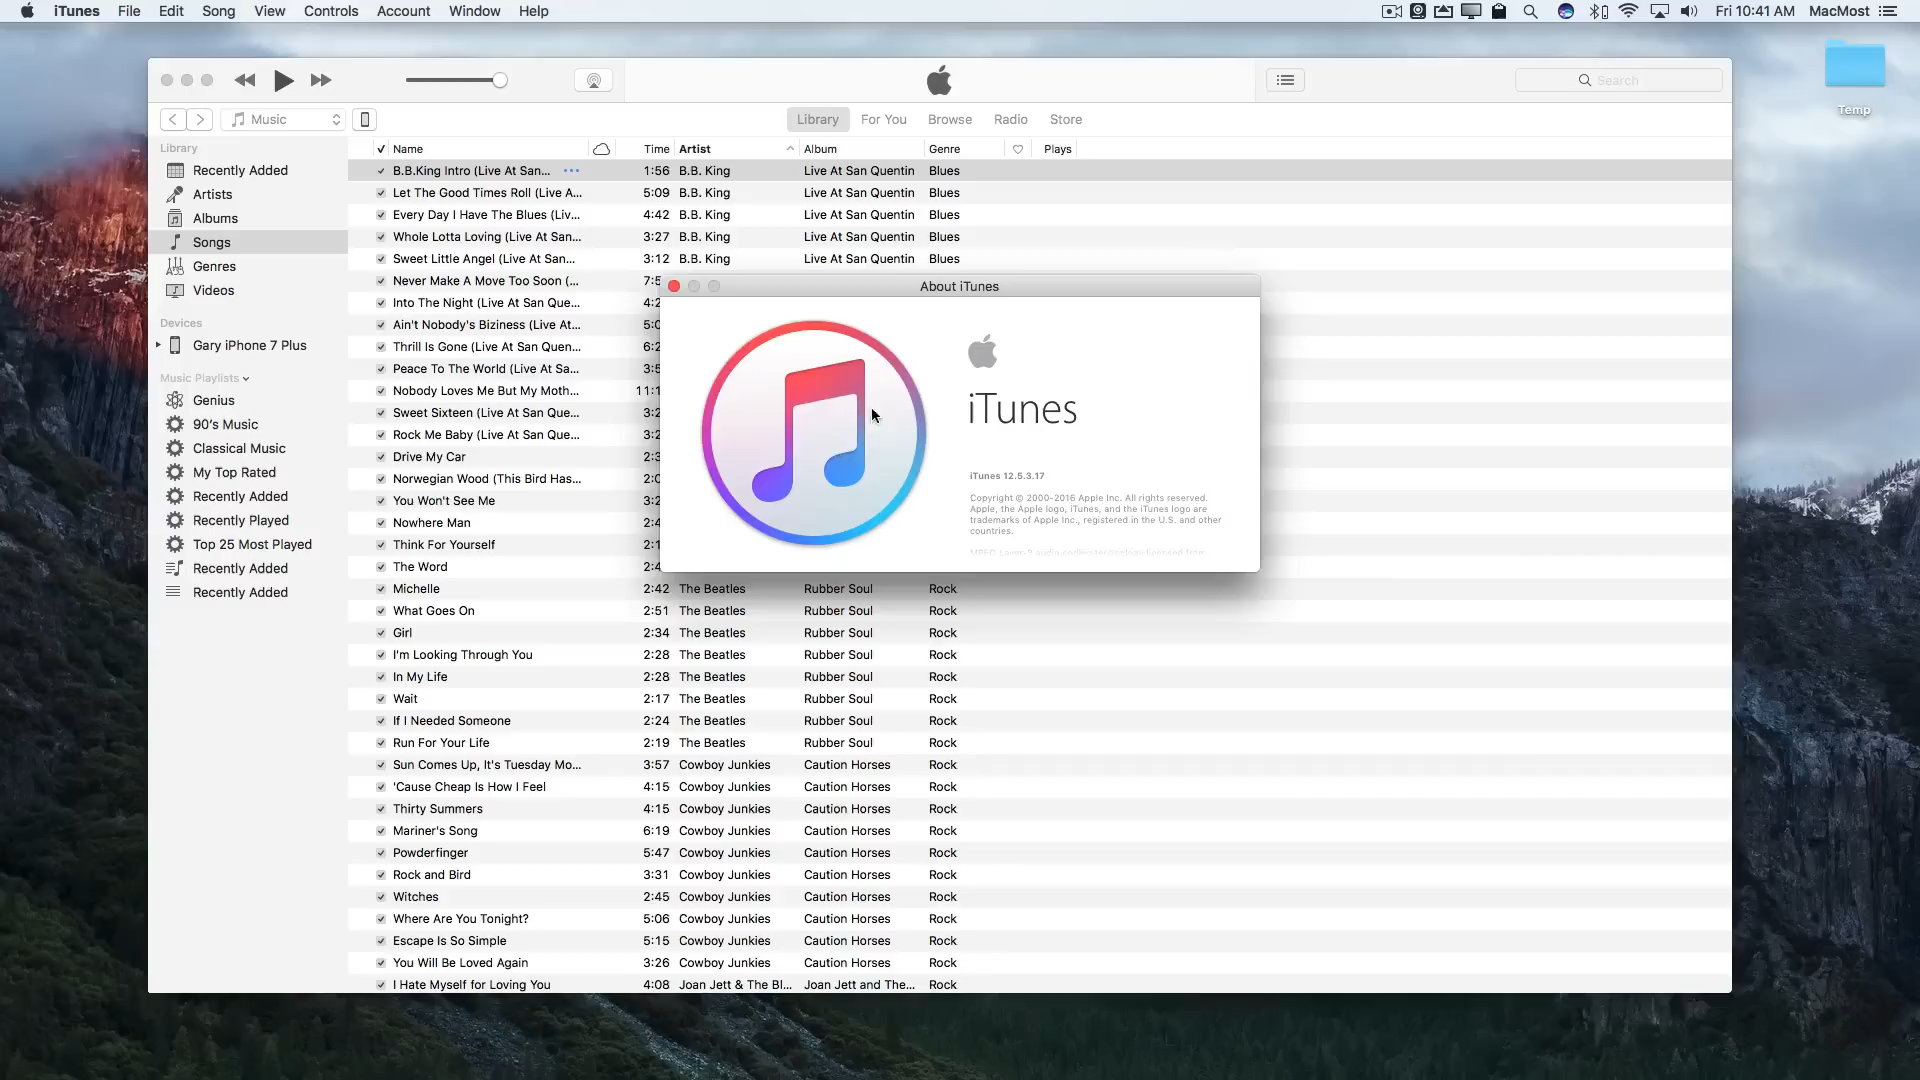 iTunes File Edit Song View Controls Account Window Help Fri 10:41 AM MacMost
Temp
Search
Music Library For You Browse Radio Store
Library
Recently Added
Artists
Albums
Songs
Genres
Videos
Devices
Gary iPhone 7 Plus
Music Playlists
Genius
90's Music
Classical Music
My Top Rated
Recently Added
Recently Played
Top 25 Most Played
Recently Added
Recently Added
Name Time Artist Album Genre Plays
B.B.King Intro (Live At San... 1:56 B.B. King Live At San Quentin Blues
Let The Good Times Roll (Live A... 5:09 B.B. King Live At San Quentin Blues
Every Day I Have The Blues (Liv... 4:42 B.B. King Live At San Quentin Blues
Whole Lotta Loving (Live At San... 3:27 B.B. King Live At San Quentin Blues
Sweet Little Angel (Live At San... 3:12 B.B. King Live At San Quentin Blues
Never Make A Move Too Soon (...
Into The Night (Live At San Que...
Ain't Nobody's Biziness (Live At...
Thrill Is Gone (Live At San Quen...
Peace To The World (Live At Sa...
Nobody Loves Me But My Moth...
Sweet Sixteen (Live At San Que...
Rock Me Baby (Live At San Que...
Drive My Car
Norwegian Wood (This Bird Has...
You Won't See Me
Nowhere Man
Think For Yourself
The Word
Michelle 2:42 The Beatles Rubber Soul Rock
What Goes On 2:51 The Beatles Rubber Soul Rock
Girl 2:34 The Beatles Rubber Soul Rock
I'm Looking Through You 2:28 The Beatles Rubber Soul Rock
In My Life 2:28 The Beatles Rubber Soul Rock
Wait 2:17 The Beatles Rubber Soul Rock
If I Needed Someone 2:24 The Beatles Rubber Soul Rock
Run For Your Life 2:19 The Beatles Rubber Soul Rock
Sun Comes Up, It's Tuesday Mo... 3:57 Cowboy Junkies Caution Horses Rock
'Cause Cheap Is How I Feel 4:15 Cowboy Junkies Caution Horses Rock
Thirty Summers 4:15 Cowboy Junkies Caution Horses Rock
Mariner's Song 6:19 Cowboy Junkies Caution Horses Rock
Powderfinger 5:47 Cowboy Junkies Caution Horses Rock
Rock and Bird 3:31 Cowboy Junkies Caution Horses Rock
Witches 2:45 Cowboy Junkies Caution Horses Rock
Where Are You Tonight? 5:06 Cowboy Junkies Caution Horses Rock
Escape Is So Simple 5:15 Cowboy Junkies Caution Horses Rock
You Will Be Loved Again 3:26 Cowboy Junkies Caution Horses Rock
I Hate Myself for Loving You 4:08 Joan Jett & The Bl... Joan Jett and The... Rock
About iTunes
iTunes
iTunes 12.5.3.17
Copyright © 2000-2016 Apple Inc. All rights reserved.
Apple, the Apple logo, iTunes, and the iTunes logo are
trademarks of Apple Inc., registered in the U.S. and other
countries.